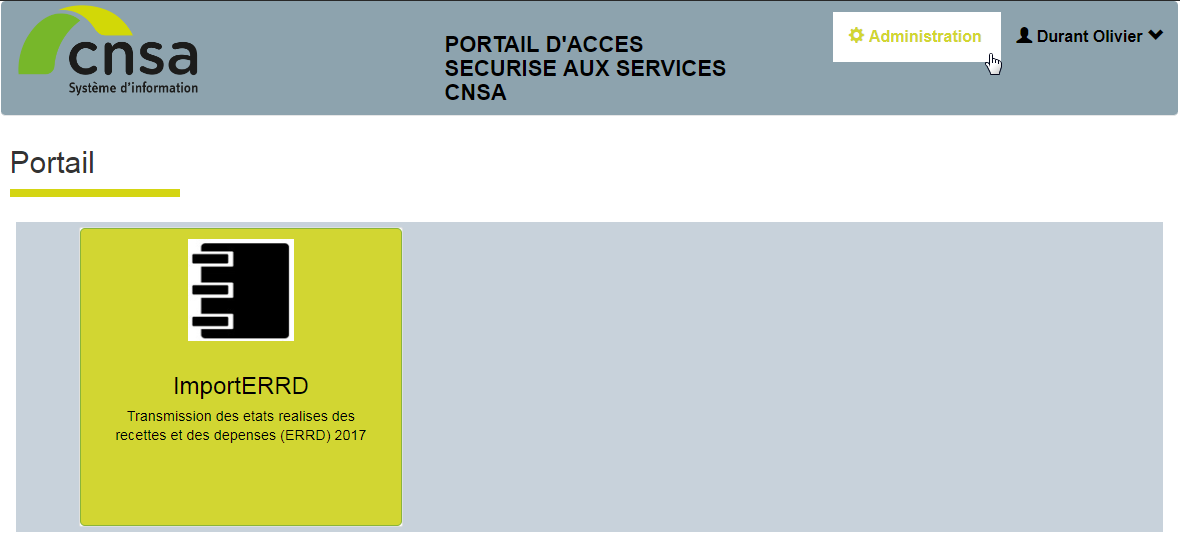 cnsa
Système d'information
PORTAIL D'ACCES
SECURISE AUX SERVICES
CNSA
Administration
Durant Olivier
Portail
ImportERRD
Transmission des etats realises des
recettes et des depenses (ERRD) 2017